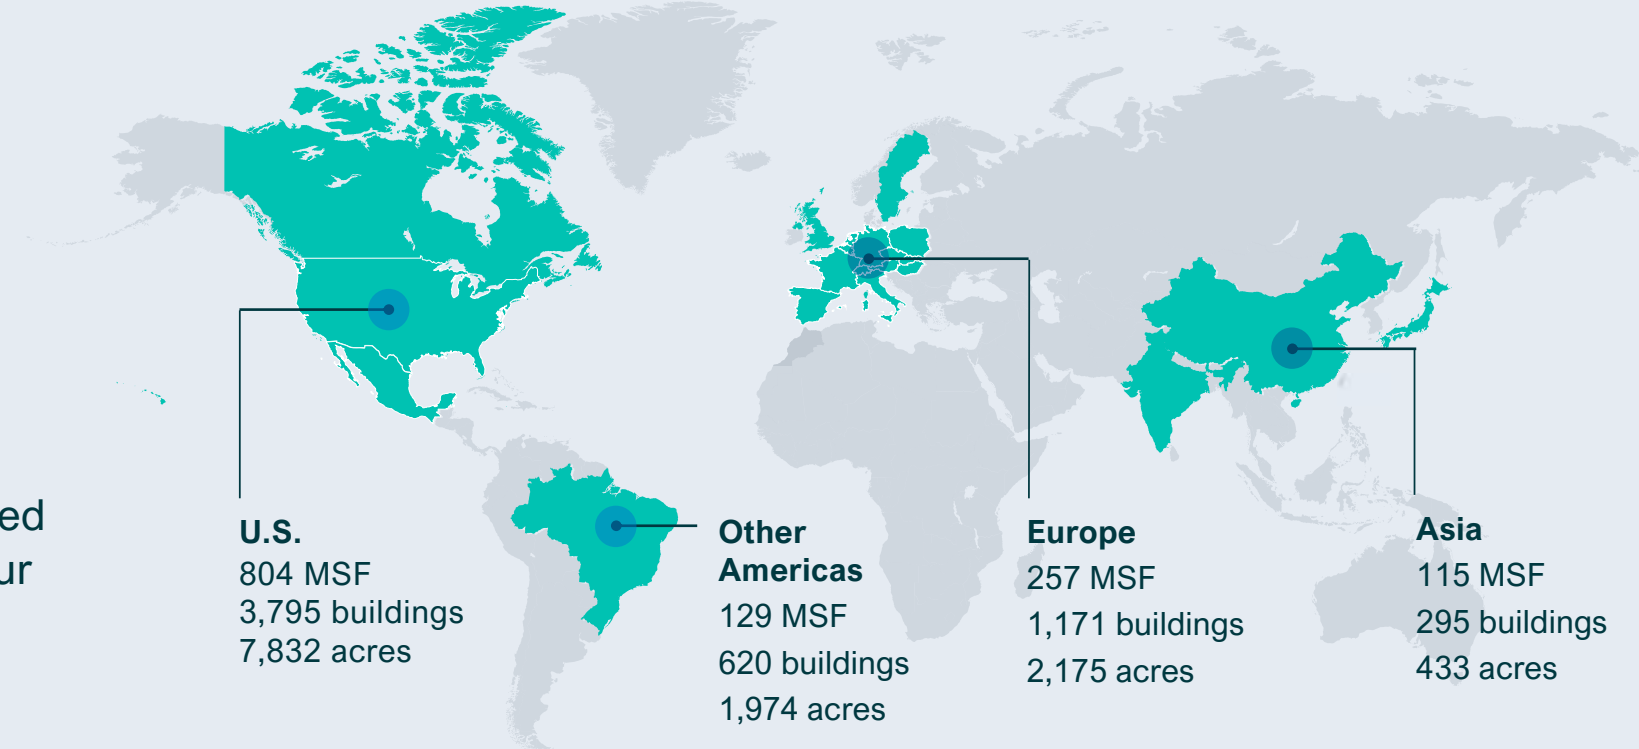 ed
ur
U.S.
804 MSF
3,795 buildings
7,832 acres
Other
Americas
129 MSF
620 buildings
1,974 acres
Europe
257 MSF
1,171 buildings
2,175 acres
Asia
115 MSF
295 buildings
433 acres